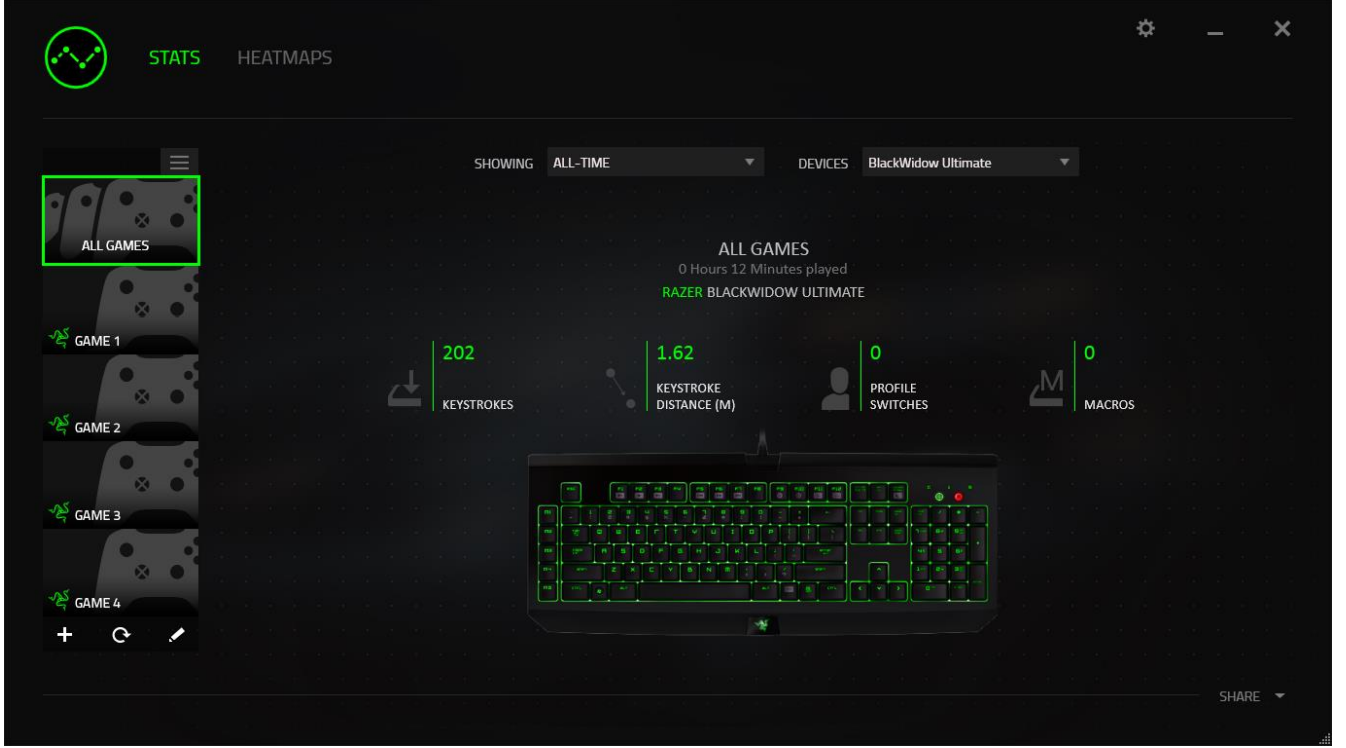 STATS HEATMAPS
SHOWING ALL-TIME DEVICES BlackWidow Ultimate
ALL GAMES
GAME 1
GAME 2
GAME 3
GAME 4
ALL GAMES
0 Hours 12 Minutes played
RAZER BLACKWIDOW ULTIMATE
202 1.62 0 0
KEYSTROKES KEYSTROKE DISTANCE (M) PROFILE SWITCHES M MACROS
SHARE